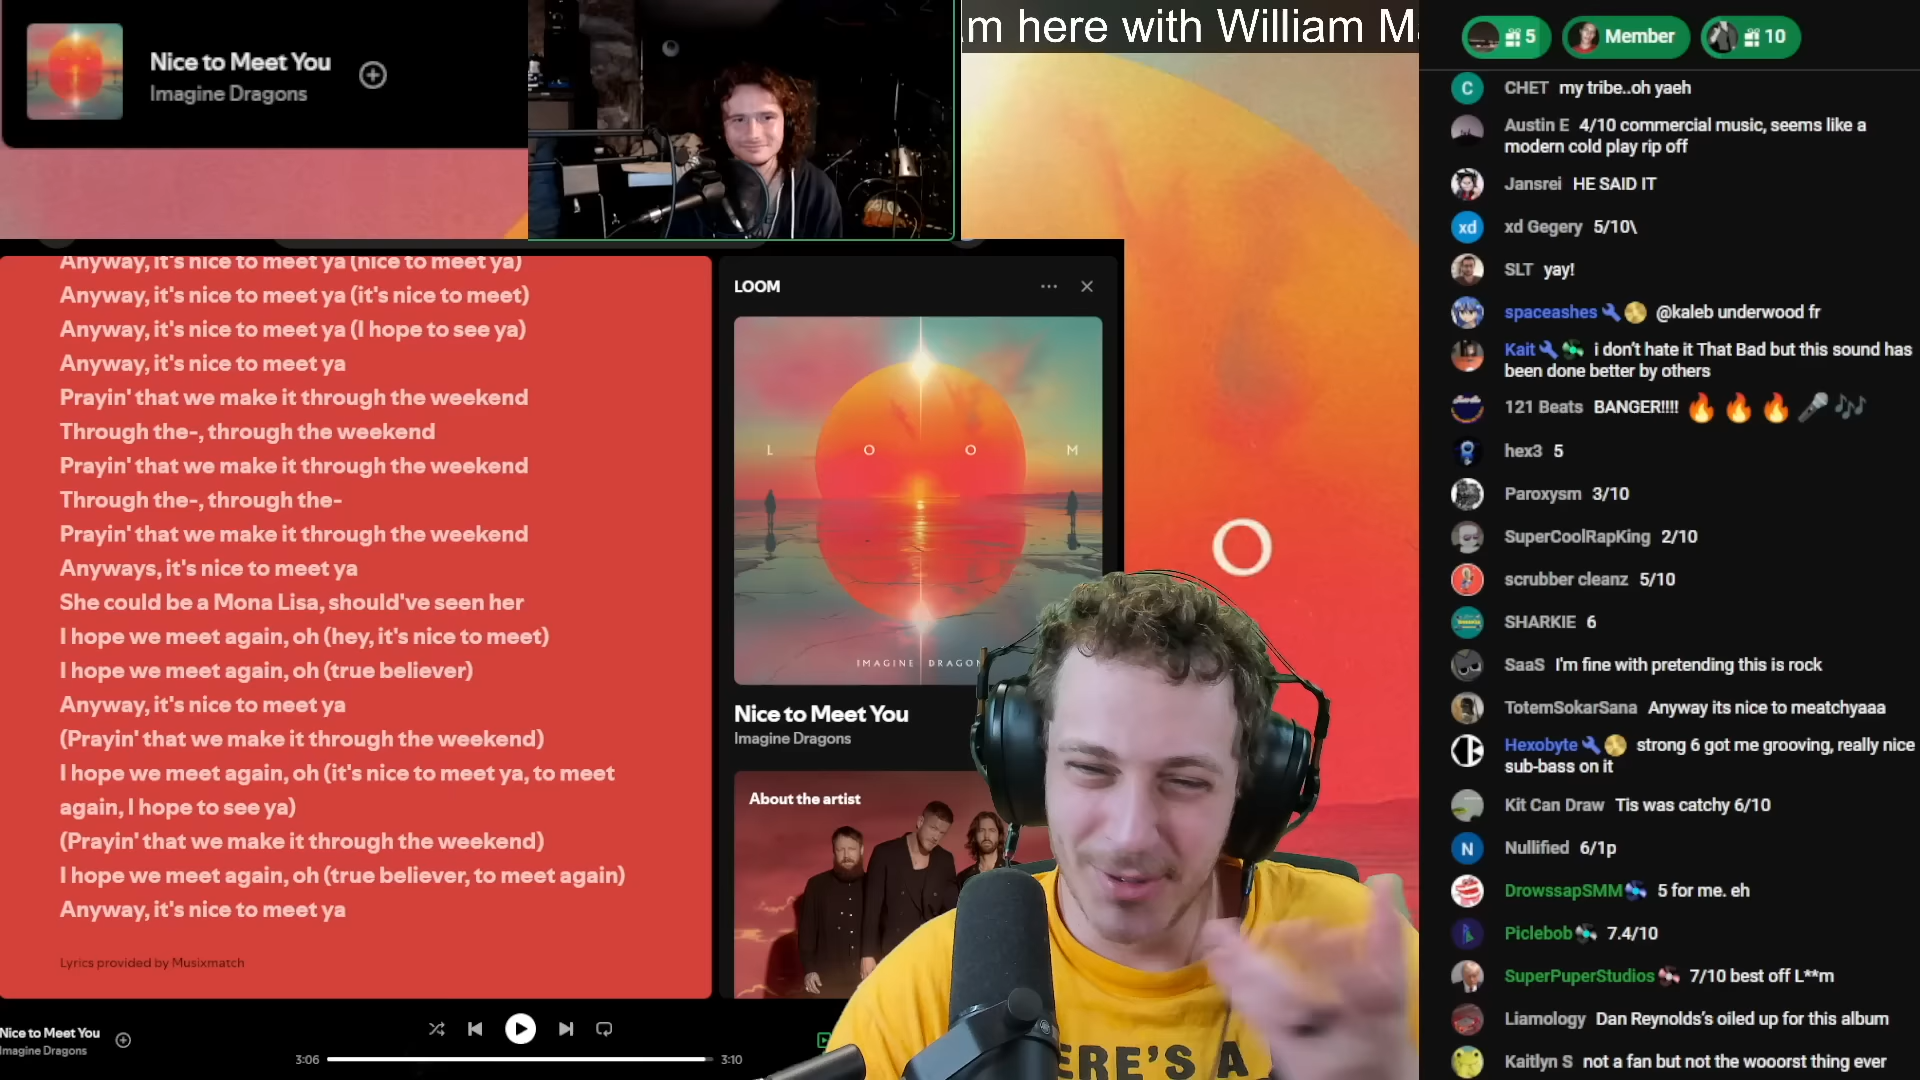 Nice to Meet You
Imagine Dragons
m here with William M
Anyway, it's nice to meet ya (nice to meet ya)
Anyway, it's nice to meet ya (it's nice to meet)
Anyway, it's nice to meet ya (I hope to see ya)
Anyway, it's nice to meet ya
Prayin' that we make it through the weekend
Through the-, through the weekend
Prayin' that we make it through the weekend
Through the-, through the-
Prayin' that we make it through the weekend
Anyways, it's nice to meet ya
She could be a Mona Lisa, should've seen her
I hope we meet again, oh (hey, it's nice to meet)
I hope we meet again, oh (true believer)
Anyway, it's nice to meet ya
(Prayin' that we make it through the weekend)
I hope we meet again, oh (it's nice to meet ya, to meet
again, I hope to see ya)
(Prayin' that we make it through the weekend)
I hope we meet again, oh (true believer, to meet again)
Anyway, it's nice to meet ya
Lyrics provided by Musixmatch
LOOM
L O O M
IMAGINE DRAGON
Nice to Meet You
Imagine Dragons
About the artist
O
ERE'S A
Nice to Meet You
Imagine Dragons
3:06
3:10
5
Member
10
C CHET my tribe..oh yaeh
Austin E 4/10 commercial music, seems like a
modern cold play rip off
Jansrei HE SAID IT
xd xd Gegery 5/10\
SLT yay!
spaceashes @kaleb underwood fr
Kait i don't hate it That Bad but this sound has
been done better by others
121 Beats BANGER!!!! 🔥 🔥 🔥 🎤 🎶
hex3 5
Paroxysm 3/10
SuperCoolRapKing 2/10
scrubber cleanz 5/10
SHARKIE 6
SaaS I'm fine with pretending this is rock
TotemSokarSana Anyway its nice to meatchyaaa
Hexobyte strong 6 got me grooving, really nice
sub-bass on it
Kit Can Draw Tis was catchy 6/10
N Nullified 6/1p
DrowssapSMM 5 for me. eh
Piclebob 7.4/10
SuperPuperStudios 7/10 best off L**m
Liamology Dan Reynolds's oiled up for this album
Kaitlyn S not a fan but not the wooorst thing ever